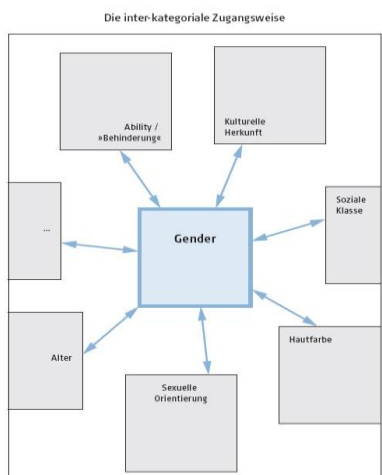 Die inter-kategoriale Zugangsweise
Ability /
»Behinderung«
Kulturelle
Herkunft
Soziale
Klasse
...
Gender
Hautfarbe
Alter
Sexuelle
Orientierung